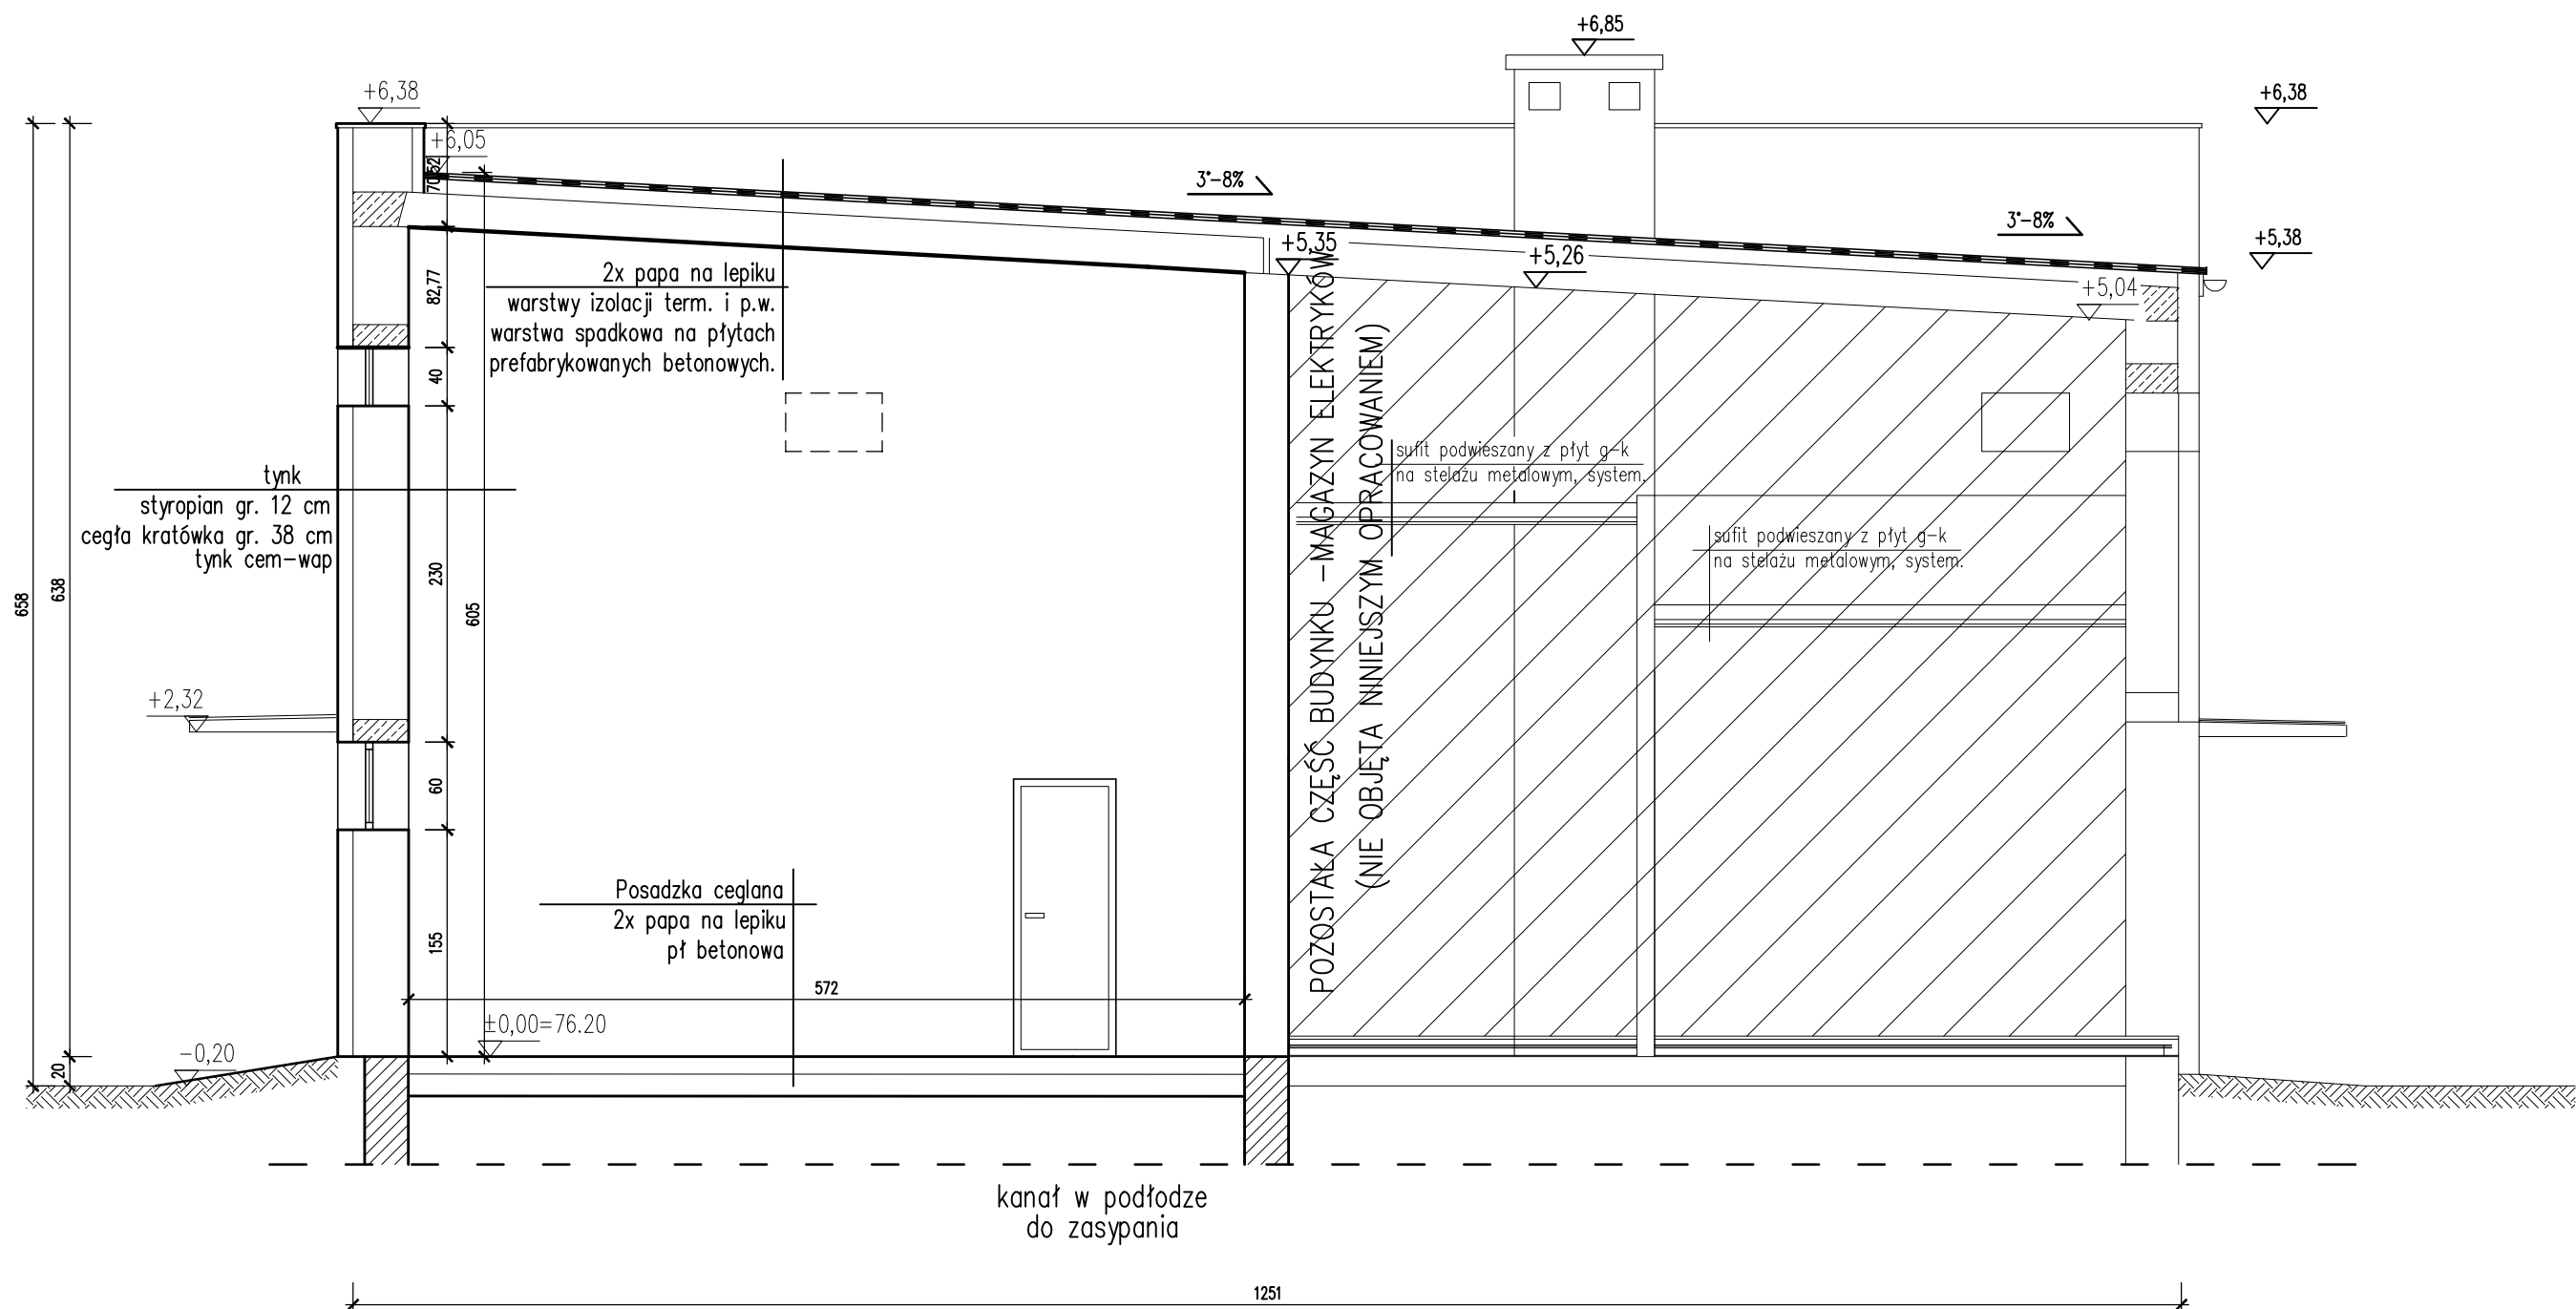 +6,85
+6,38
+6,38
+6,05
3°-8%
3°-8%
+5,35
+5,26
+5,38
+5,04
2x papa na lepiku
warstwy izolacji term. i p.w.
warstwa spadkowa na płytach
prefabrykowanych betonowych.
82,77
40
230
60
155
605
658
638
20
tynk
styropian gr. 12 cm
cegła kratówka gr. 38 cm
tynk cem-wap
sufit podwieszany z płyt g-k
na stelażu metalowym, system.
sufit podwieszany z płyt g-k
na stelażu metalowym, system.
POZOSTAŁA CZĘŚĆ BUDYNKU -MAGAZYN ELEKTRYKÓW
(NIE OBJĘTA NINIEJSZYM OPRACOWANIEM)
+2,32
Posadzka ceglana
2x papa na lepiku
pł betonowa
572
±0,00=76.20
-0,20
kanał w podłodze
do zasypania
1251